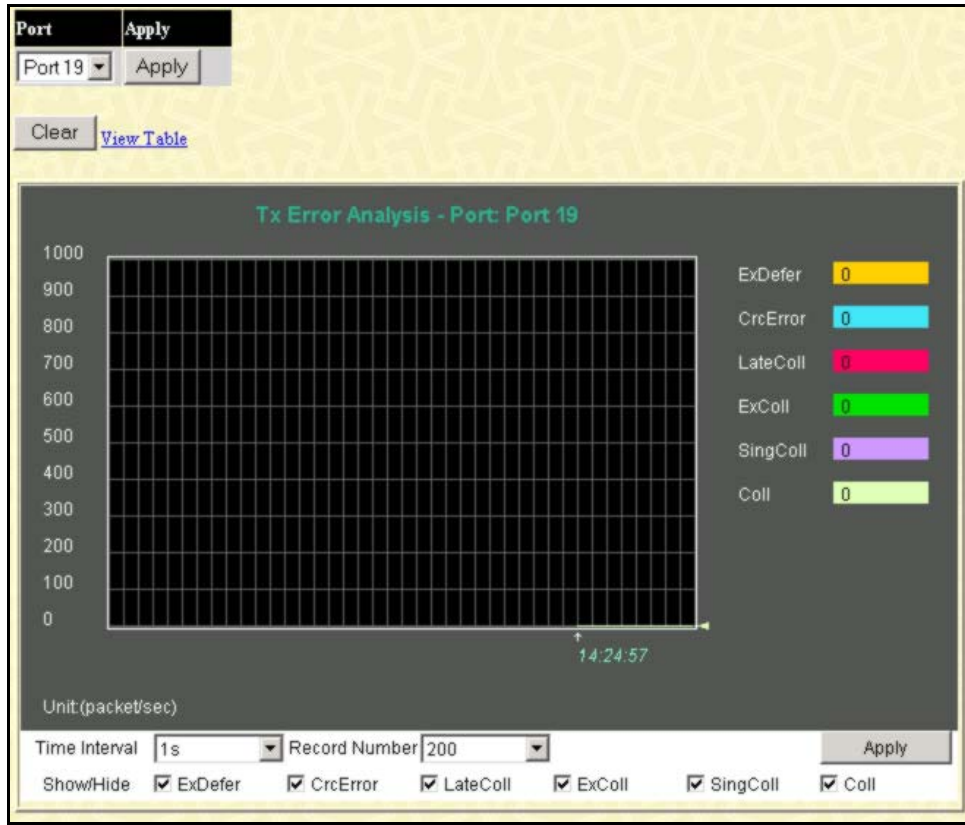 Port Apply
Port 19 Apply
Clear View Table
Tx Error Analysis - Port: Port 19
1000
900
800
700
600
500
400
300
200
100
0
ExDefer 0
CrcError 0
LateColl 0
ExColl 0
SingColl 0
Coll 0
14:24:57
Unit:(packet/sec)
Time Interval 1s Record Number 200 Apply
Show/Hide ExDefer CrcError LateColl ExColl SingColl Coll